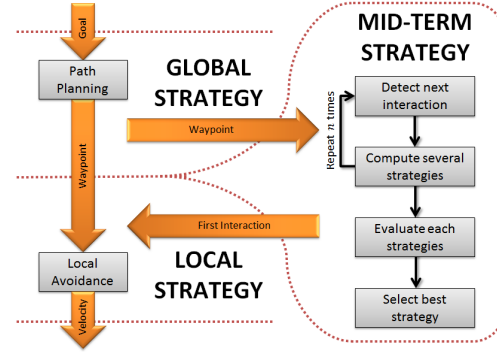 Goal
Path
Planning
GLOBAL
STRATEGY
MID-TERM
STRATEGY
Detect next
interaction
Repeat n times
Compute several
strategies
Waypoint
Waypoint
First Interaction
Evaluate each
strategies
Local
Avoidance
LOCAL
STRATEGY
Select best
strategy
Velocity